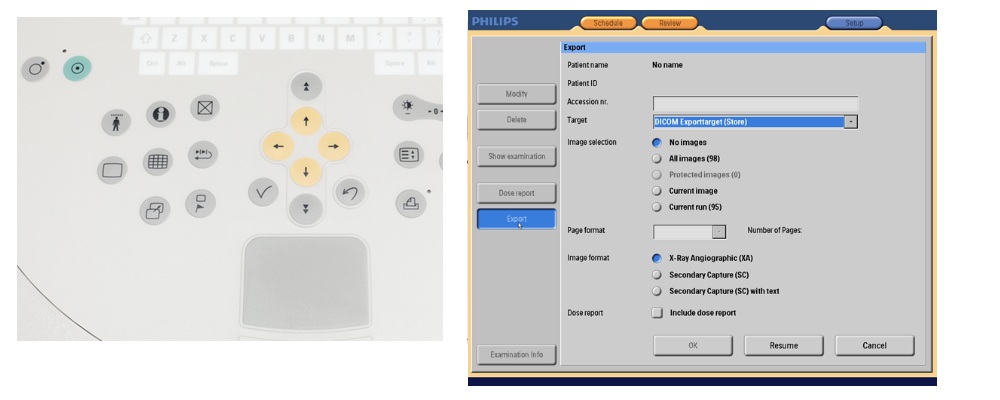 Z X C V B N M
Ctrl Alt Space
PHILIPS
Schedule
Review
Setup
Export
Patient name No name
Patient ID
Accession nr.
Target DICOM Exporttarget (Store)
Image selection No images
All images (98)
Protected images (0)
Current image
Current run (95)
Page format Number of Pages:
Image format X-Ray Angiographic (XA)
Secondary Capture (SC)
Secondary Capture (SC) with text
Dose report Include dose report
OK Resume Cancel
Modify
Delete
Show examination
Dose report
Export
Examination Info